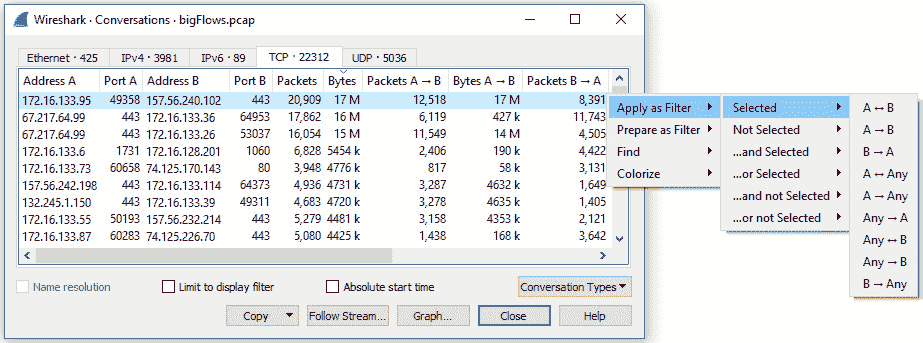 Wireshark · Conversations · bigFlows.pcap
Ethernet · 425 IPv4 · 3981 IPv6 · 89 TCP · 22312 UDP · 5036
Address A Port A Address B Port B Packets Bytes Packets A → B Bytes A → B Packets B → A
172.16.133.95 49358 157.56.240.102 443 20,909 17 M 12,518 17 M 8,391
67.217.64.99 443 172.16.133.36 64953 17,862 16 M 6,119 427 k 11,743
67.217.64.99 443 172.16.133.26 53037 16,054 15 M 11,549 14 M 4,505
172.16.133.6 1731 172.16.128.201 1060 6,828 5454 k 2,406 190 k 4,422
172.16.133.73 60658 74.125.170.143 80 3,948 4776 k 817 58 k 3,131
157.56.242.198 443 172.16.133.114 64373 4,936 4731 k 3,287 4632 k 1,649
132.245.1.150 443 172.16.133.39 49311 4,683 4720 k 3,278 4635 k 1,405
172.16.133.55 50193 157.56.232.214 443 5,279 4481 k 3,158 4353 k 2,121
172.16.133.87 60283 74.125.226.70 443 5,080 4425 k 1,438 168 k 3,642
Name resolution Limit to display filter Absolute start time Conversation Types
Copy Follow Stream... Graph... Close Help
Apply as Filter
Prepare as Filter
Find
Colorize
Selected
Not Selected
...and Selected
...or Selected
...and not Selected
...or not Selected
A ↔ B
A → B
B → A
A ↔ Any
A → Any
Any → A
Any ↔ B
Any → B
B → Any